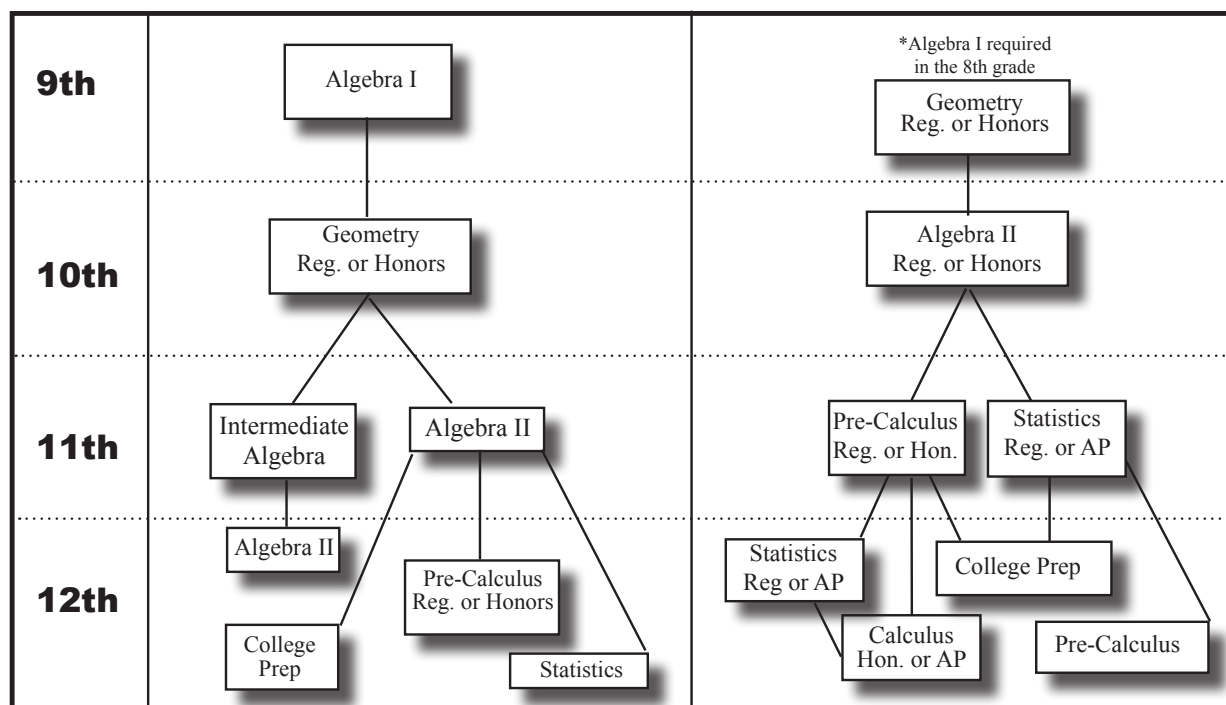 9th
Algebra I
*Algebra I required
in the 8th grade
Geometry
Reg. or Honors
10th
Geometry
Reg. or Honors
Algebra II
Reg. or Honors
11th
Intermediate
Algebra
Algebra II
Pre-Calculus
Reg. or Hon.
Statistics
Reg. or AP
12th
Algebra II
Pre-Calculus
Reg. or Honors
College
Prep
Statistics
Statistics
Reg or AP
College Prep
Calculus
Hon. or AP
Pre-Calculus